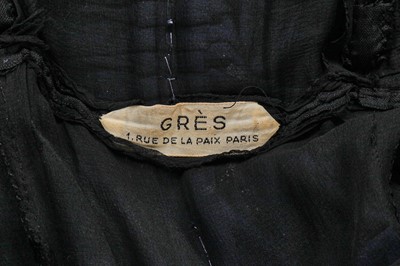 GRÈS
1. RUE DE LA PAIX PARIS